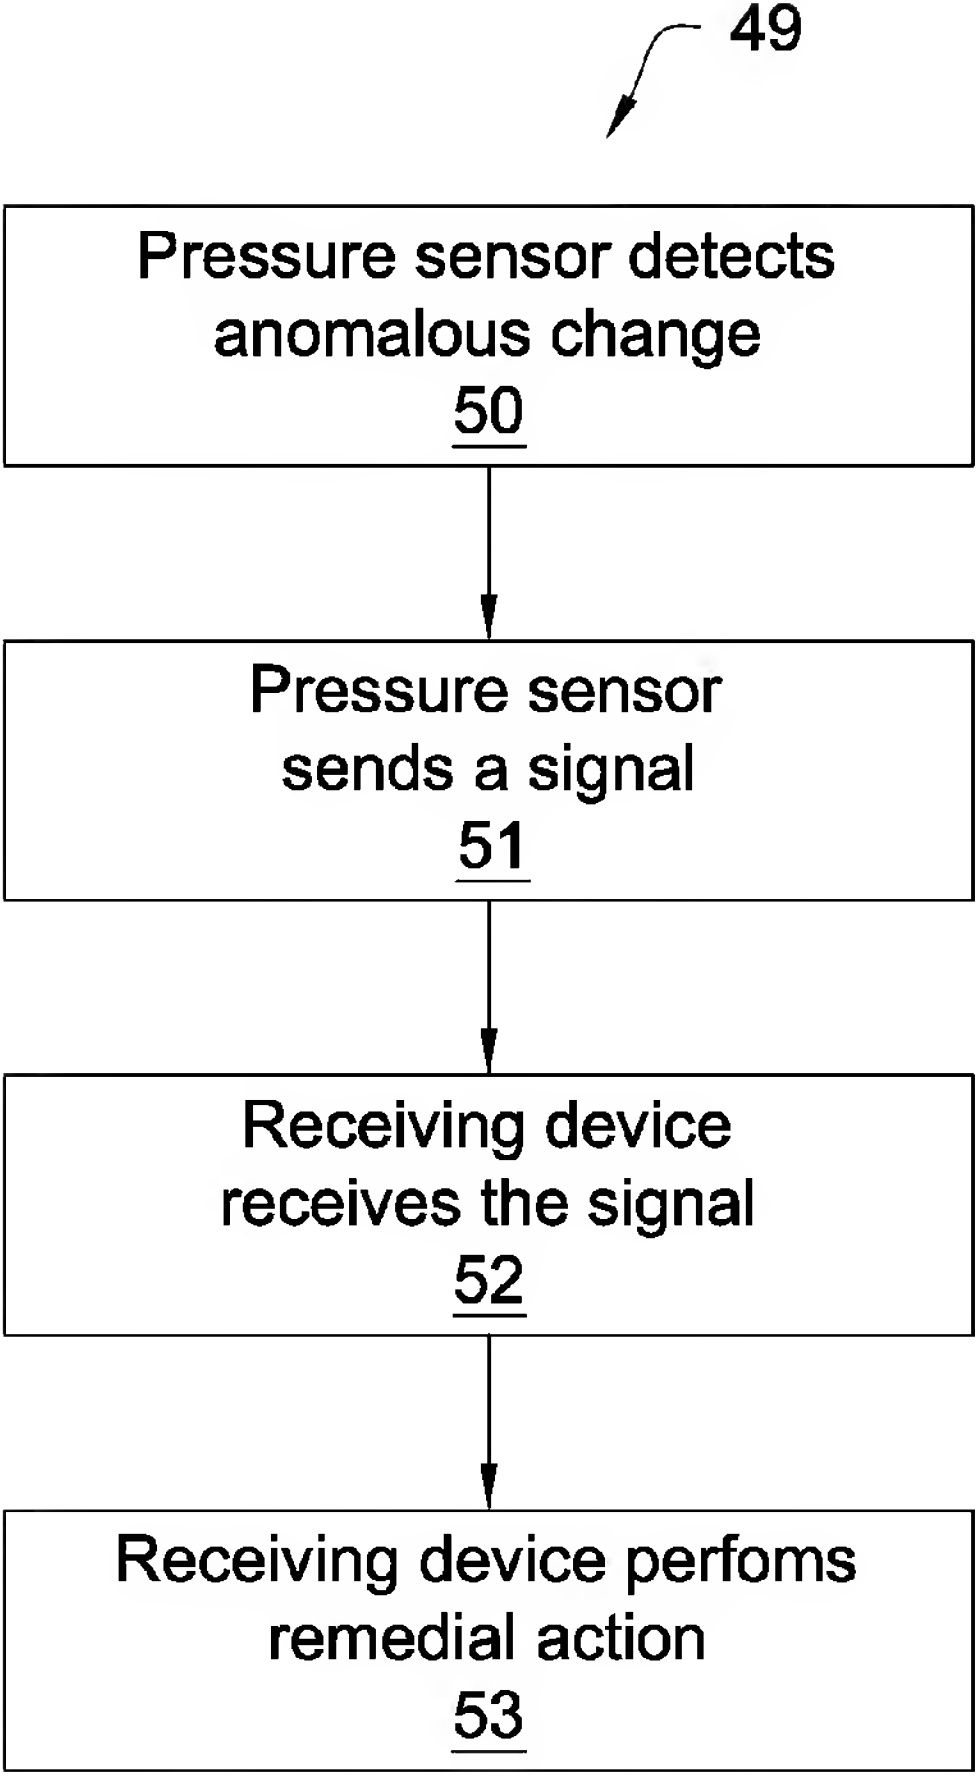 49
Pressure sensor detects
anomalous change
50
Pressure sensor
sends a signal
51
Receiving device
receives the signal
52
Receiving device perfoms
remedial action
53